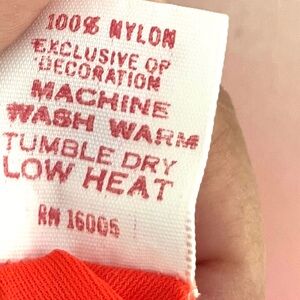 100% NYLON
EXCLUSIVE OF
DECORATION
MACHINE
WASH WARM
TUMBLE DRY
LOW HEAT
RN 16005